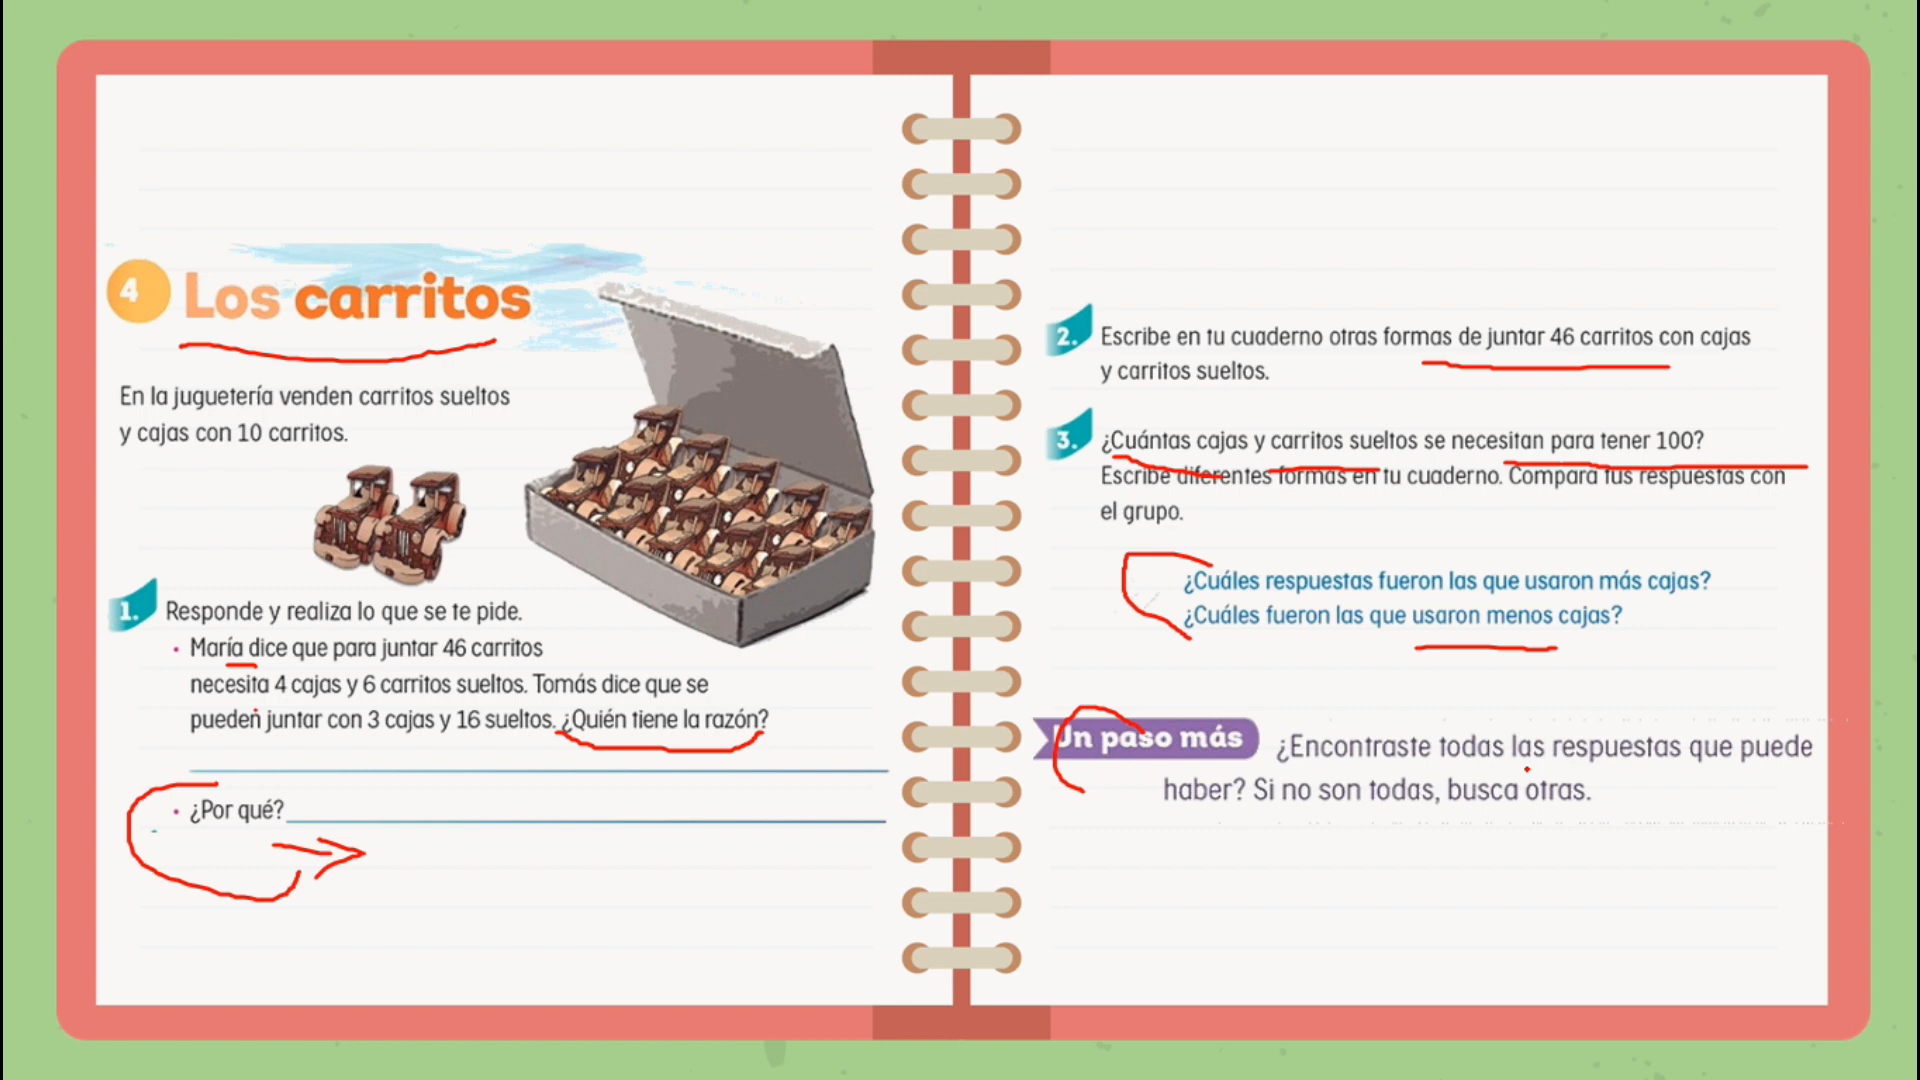 4 Los carritos
En la juguetería venden carritos sueltos
y cajas con 10 carritos.
1. Responde y realiza lo que se te pide.
• María dice que para juntar 46 carritos
necesita 4 cajas y 6 carritos sueltos. Tomás dice que se
pueden juntar con 3 cajas y 16 sueltos. ¿Quién tiene la razón?
• ¿Por qué?
2. Escribe en tu cuaderno otras formas de juntar 46 carritos con cajas
y carritos sueltos.
3. ¿Cuántas cajas y carritos sueltos se necesitan para tener 100?
Escribe diferentes formas en tu cuaderno. Compara tus respuestas con
el grupo.
¿Cuáles respuestas fueron las que usaron más cajas?
¿Cuáles fueron las que usaron menos cajas?
Un paso más ¿Encontraste todas las respuestas que puede
haber? Si no son todas, busca otras.